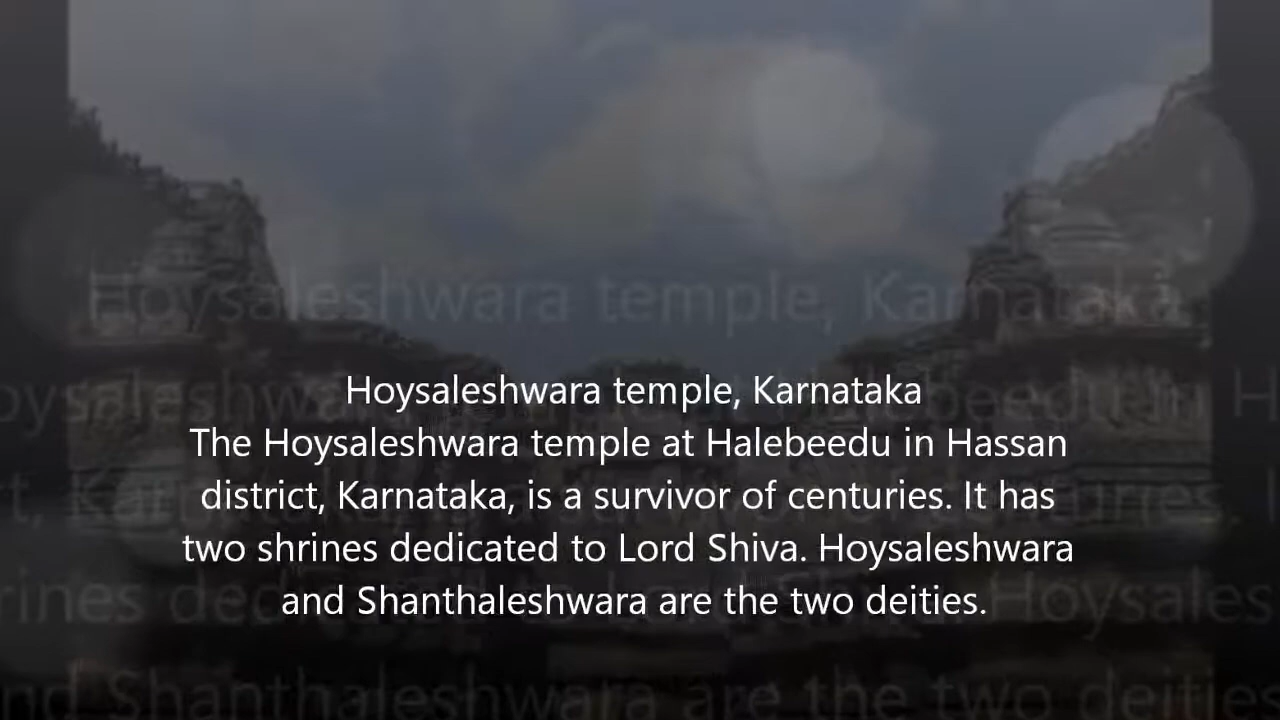 Hoysaleshwara temple, Karnataka
The Hoysaleshwara temple at Halebeedu in Hassan
district, Karnataka, is a survivor of centuries. It has
two shrines dedicated to Lord Shiva. Hoysaleshwara
and Shanthaleshwara are the two deities.